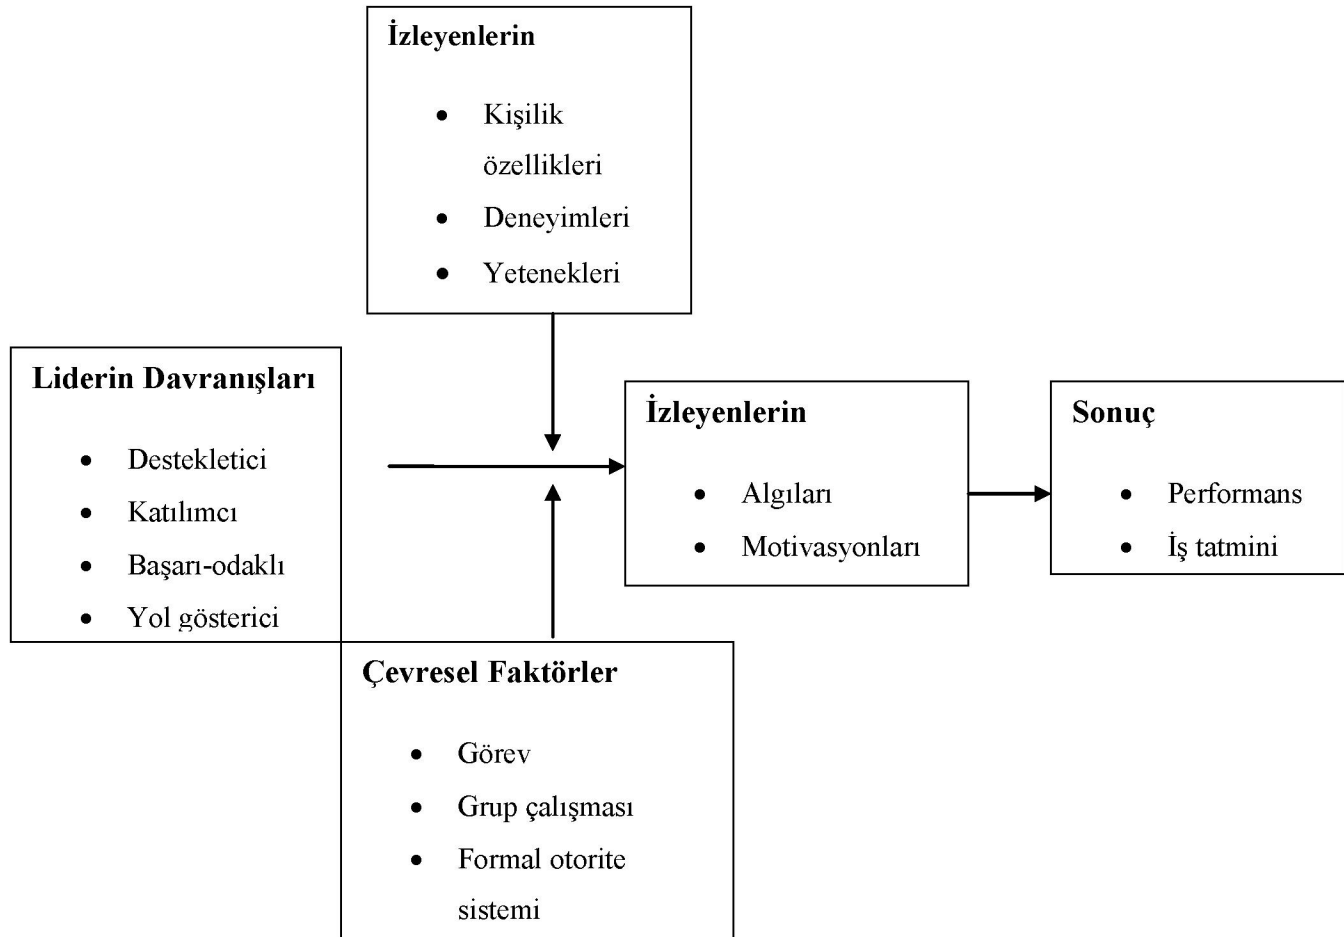 İzleyenlerin
• Kişilik
özellikleri
• Deneyimleri
• Yetenekleri
Liderin Davranışları
• Destekletici
• Katılımcı
• Başarı-odaklı
• Yol gösterici
İzleyenlerin
• Algıları
• Motivasyonları
Sonuç
• Performans
• İş tatmini
Çevresel Faktörler
• Görev
• Grup çalışması
• Formal otorite
sistemi